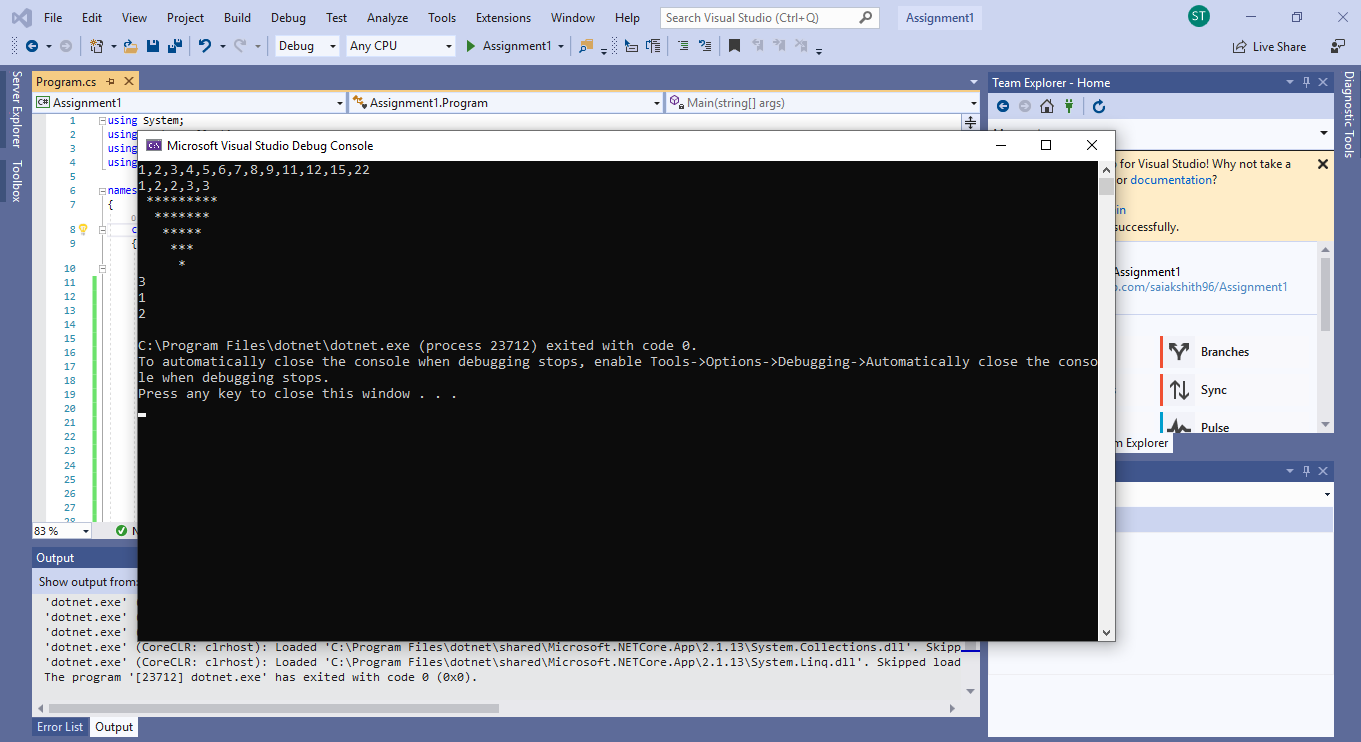 File Edit View Project Build Debug Test Analyze Tools Extensions Window Help Search Visual Studio (Ctrl+Q) Assignment1 ST
Debug Any CPU Assignment1 Live Share
Server Explorer
Toolbox
Program.cs
C# Assignment1 Assignment1.Program Main(string[] args)
1 using System;
2 using
3 using
4 using
5
6 names
7 {
0
8 c
9 {
10
11
12
13
14
15
16
17
18
19
20
21
22
23
24
25
26
27
28
83 %
Microsoft Visual Studio Debug Console
1,2,3,4,5,6,7,8,9,11,12,15,22
1,2,2,3,3
*********
*******
*****
***
*
3
1
2
C:\Program Files\dotnet\dotnet.exe (process 23712) exited with code 0.
To automatically close the console when debugging stops, enable Tools->Options->Debugging->Automatically close the conso
le when debugging stops.
Press any key to close this window . . .
Output
Show output from:
'dotnet.exe' (
'dotnet.exe' (
'dotnet.exe' (
'dotnet.exe' (CoreCLR: clrhost): Loaded 'C:\Program Files\dotnet\shared\Microsoft.NETCore.App\2.1.13\System.Collections.dll'. Skipp
'dotnet.exe' (CoreCLR: clrhost): Loaded 'C:\Program Files\dotnet\shared\Microsoft.NETCore.App\2.1.13\System.Linq.dll'. Skipped load
The program '[23712] dotnet.exe' has exited with code 0 (0x0).
Error List Output
Team Explorer - Home
for Visual Studio! Why not take a
or documentation?
in
successfully.
Assignment1
.com/saiakshith96/Assignment1
Branches
Sync
Pulse
m Explorer
Diagnostic Tools